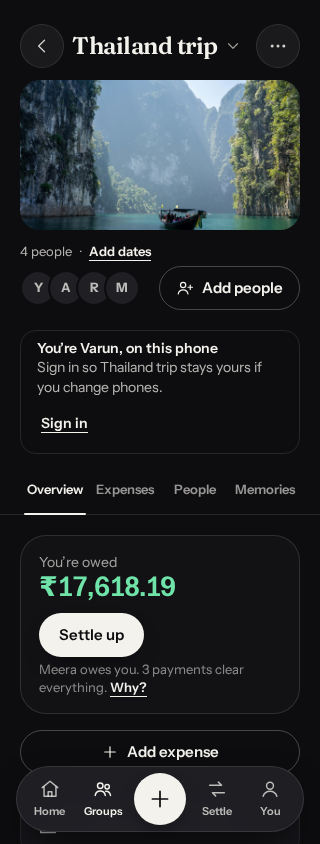 Thailand trip
4 people · Add dates
Y A R M
Add people
You're Varun, on this phone
Sign in so Thailand trip stays yours if
you change phones.
Sign in
Overview Expenses People Memories
You're owed
₹17,618.19
Settle up
Meera owes you. 3 payments clear
everything. Why?
Add expense
Home Groups Settle You